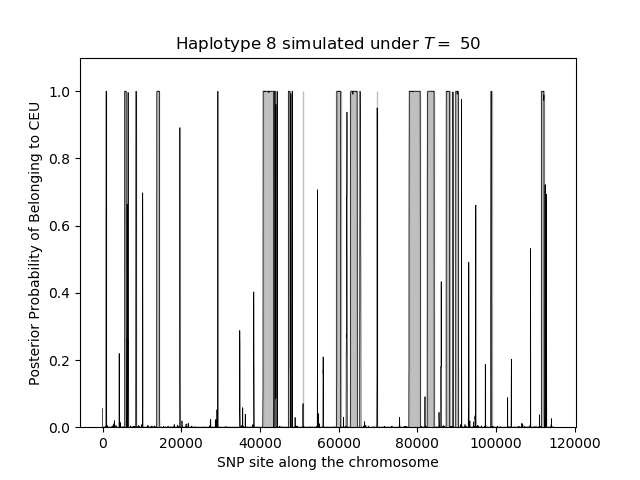 Haplotype 8 simulated under T = 50
Posterior Probability of Belonging to CEU
1.0
0.8
0.6
0.4
0.2
0.0
0 20000 40000 60000 80000 100000 120000
SNP site along the chromosome